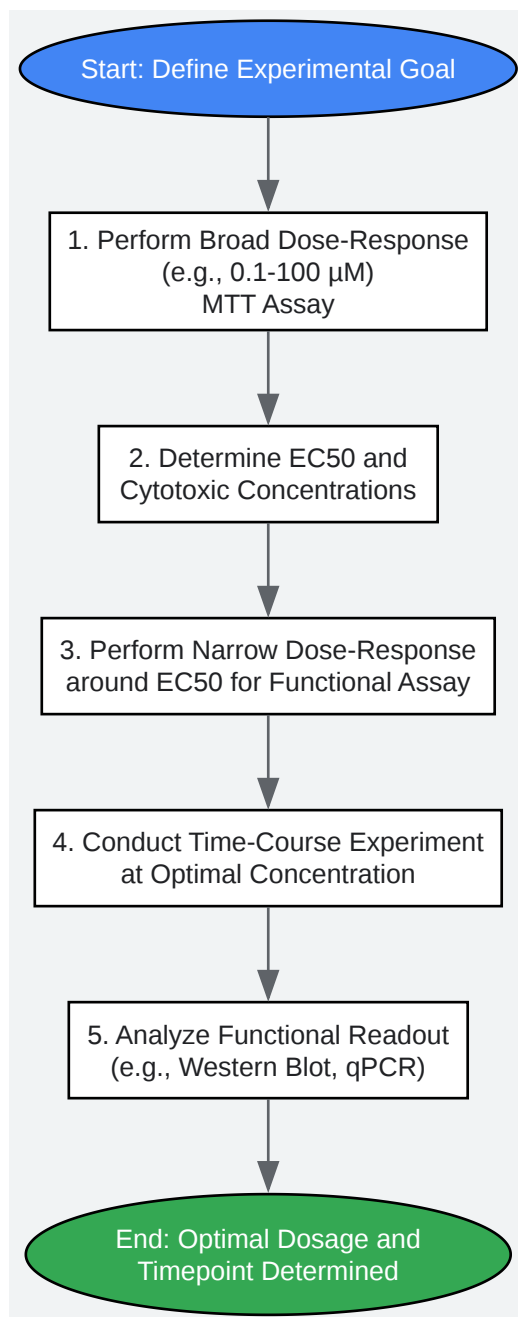 Start: Define Experimental Goal
1. Perform Broad Dose-Response
(e.g., 0.1-100 µM)
MTT Assay
2. Determine EC50 and
Cytotoxic Concentrations
3. Perform Narrow Dose-Response
around EC50 for Functional Assay
4. Conduct Time-Course Experiment
at Optimal Concentration
5. Analyze Functional Readout
(e.g., Western Blot, qPCR)
End: Optimal Dosage and
Timepoint Determined